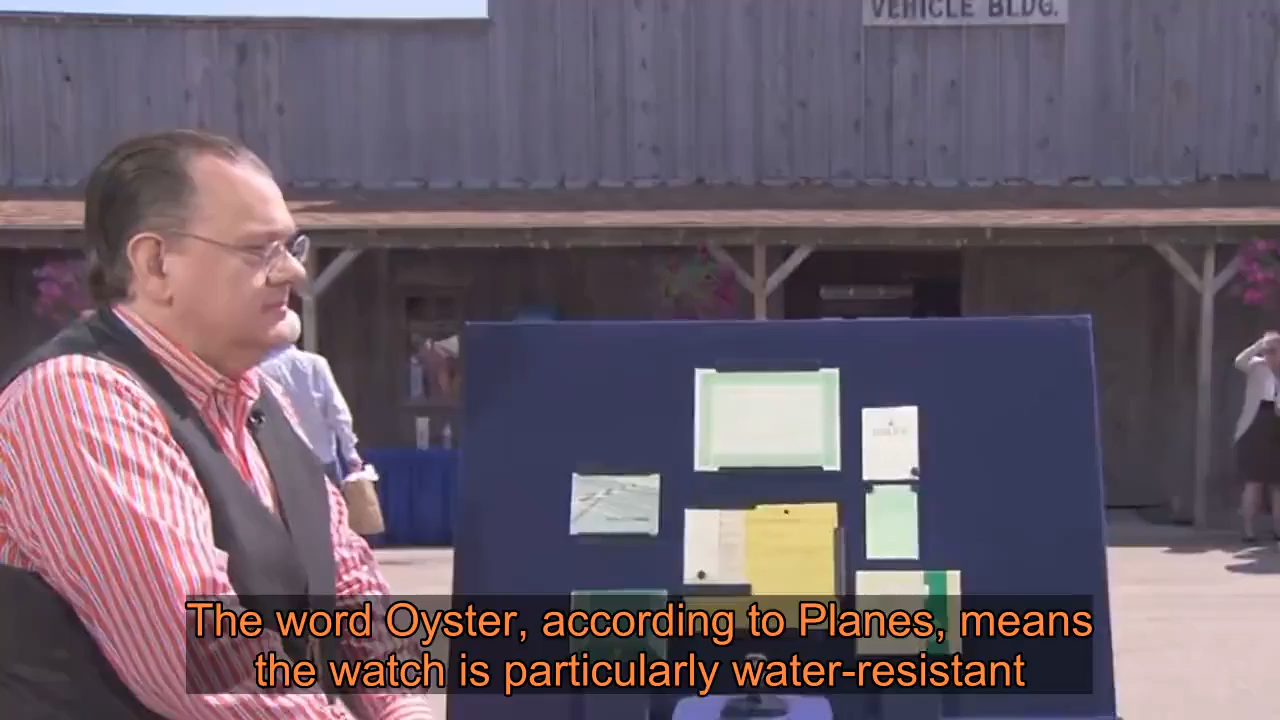 VEHICLE BLDG.
The word Oyster, according to Planes, means
the watch is particularly water-resistant